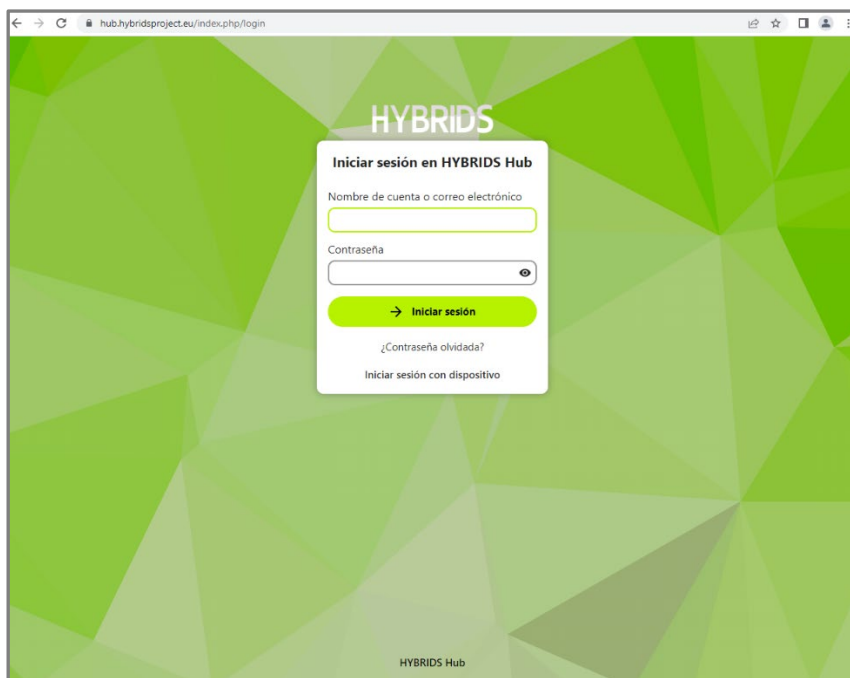 hub.hybridsproject.eu/index.php/login
HYBRIDS
Iniciar sesión en HYBRIDS Hub
Nombre de cuenta o correo electrónico
Contraseña
Iniciar sesión
¿Contraseña olvidada?
Iniciar sesión con dispositivo
HYBRIDS Hub